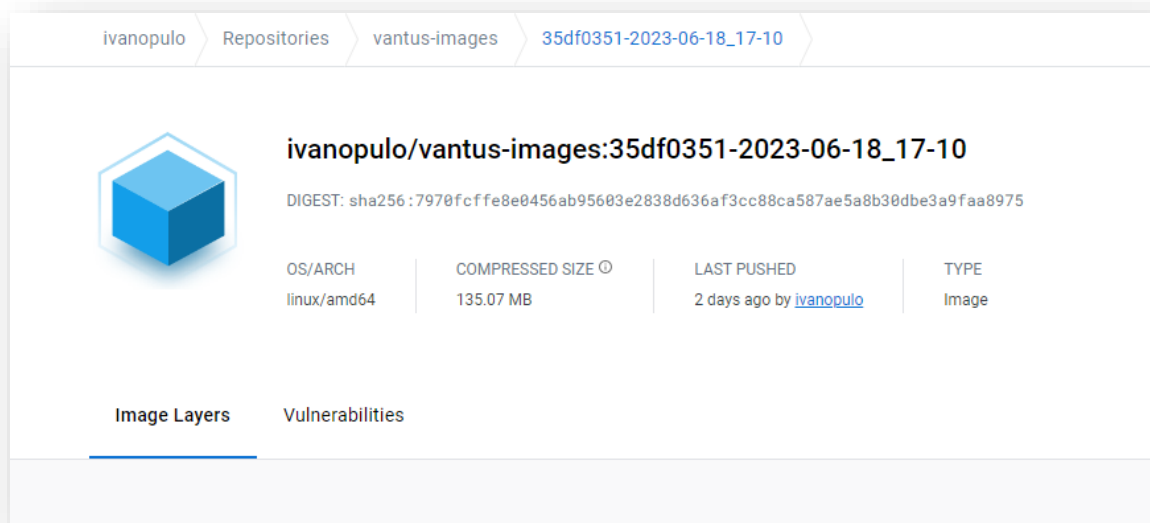 ivanopulo Repositories vantus-images 35df0351-2023-06-18_17-10
ivanopulo/vantus-images:35df0351-2023-06-18_17-10
DIGEST: sha256:7970fcffe8e0456ab95603e2838d636af3cc88ca587ae5a8b30dbe3a9faa8975
OS/ARCH COMPRESSED SIZE LAST PUSHED TYPE
linux/amd64 135.07 MB 2 days ago by ivanopulo Image
Image Layers Vulnerabilities